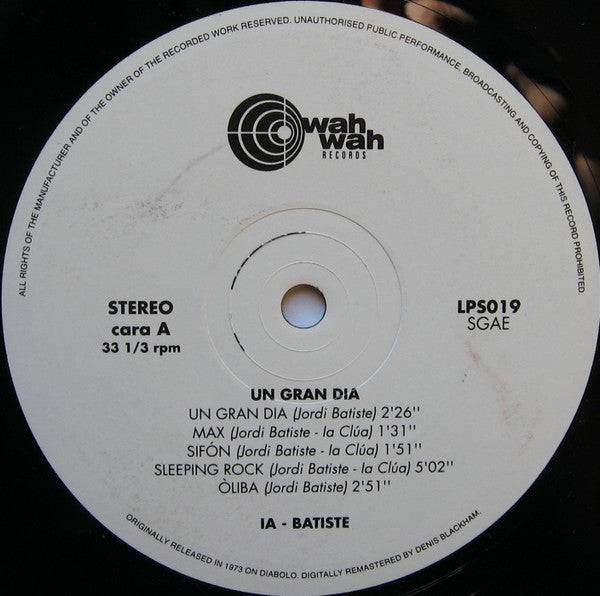 ALL RIGHTS OF THE MANUFACTURER AND OF THE OWNER OF THE RECORDED WORK RESERVED. UNAUTHORISED PUBLIC PERFORMANCE, BROADCASTING AND COPYING OF THIS RECORD PROHIBITED.
wah
wah
RECORDS
STEREO
cara A
33 1/3 rpm
LPS019
SGAE
UN GRAN DIA
UN GRAN DIA (Jordi Batiste) 2'26''
MAX (Jordi Batiste - Ia Clúa) 1'31''
SIFÓN (Jordi Batiste - Ia Clúa) 1'51''
SLEEPING ROCK (Jordi Batiste - Ia Clúa) 5'02''
ÒLIBA (Jordi Batiste) 2'51''
IA - BATISTE
ORIGINALLY RELEASED IN 1973 ON DIABOLO. DIGITALLY REMASTERED BY DENIS BLACKHAM.